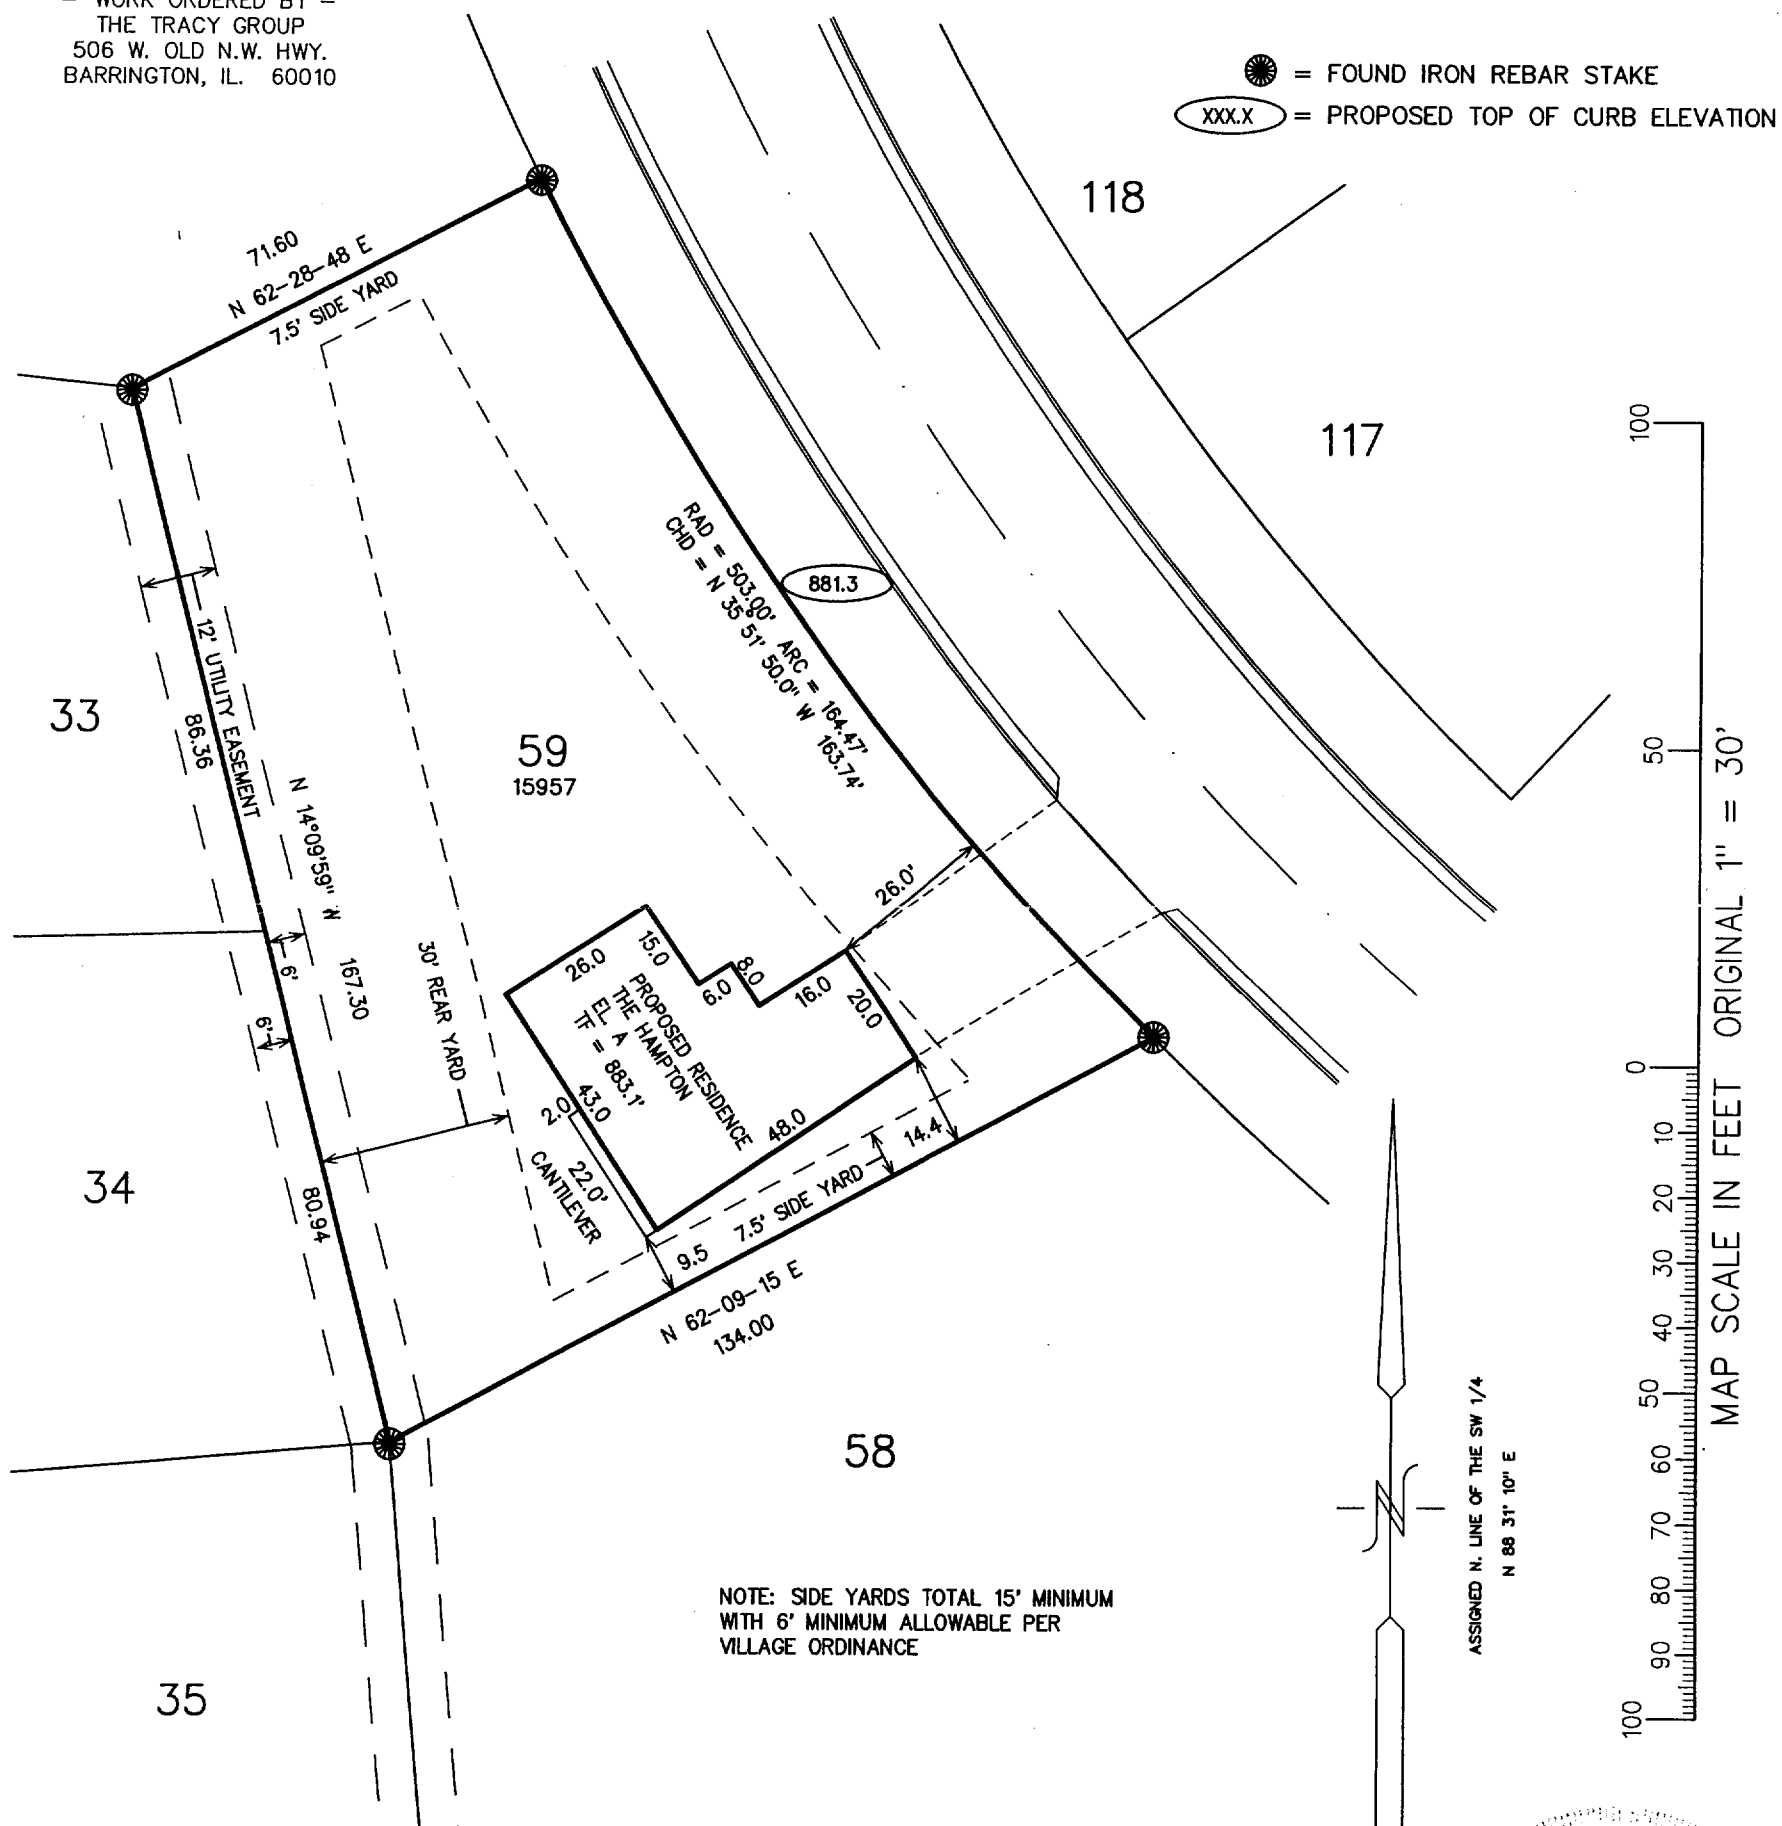 – WORK ORDERED BY –
THE TRACY GROUP
506 W. OLD N.W. HWY.
BARRINGTON, IL. 60010
= FOUND IRON REBAR STAKE
XXX.X = PROPOSED TOP OF CURB ELEVATION
118
117
71.60
N 62-28-48 E
7.5' SIDE YARD
RAD = 503.00' ARC = 164.47'
CHD = N 35°51' 50.0" W 163.74'
881.3
12' UTILITY EASEMENT
86.36
33
59
15957
N 14°09'59" W 167.30
30' REAR YARD
6'
6'
34
80.94
26.0'
26.0
15.0
6.0
8.0
16.0
20.0
PROPOSED RESIDENCE
THE HAMPTON
EL. A
TF = 883.1'
43.0
2.0
48.0
22.0'
CANTILEVER
14.4
7.5' SIDE YARD
9.5
N 62-09-15 E
134.00
58
35
NOTE: SIDE YARDS TOTAL 15' MINIMUM
WITH 6' MINIMUM ALLOWABLE PER
VILLAGE ORDINANCE
N
ASSIGNED N. LINE OF THE SW 1/4
N 88 31' 10" E
100
50
0
10
20
30
40
50
60
70
80
90
100
MAP SCALE IN FEET ORIGINAL 1" = 30'